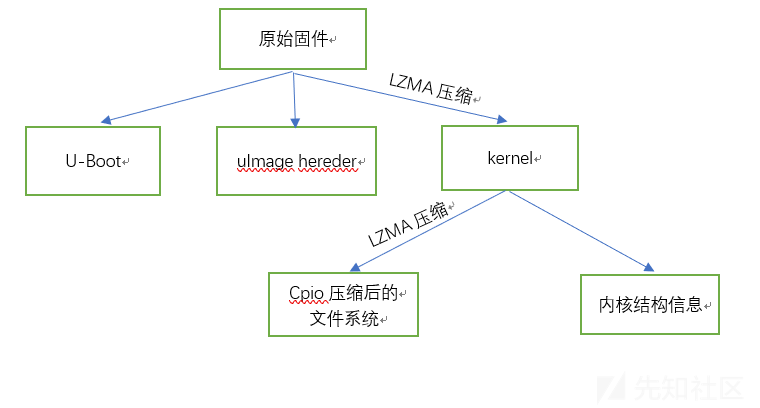 原始固件
LZMA 压缩
U-Boot
uImage hereder
kernel
LZMA 压缩
Cpio 压缩后的
文件系统
内核结构信息
先知社区